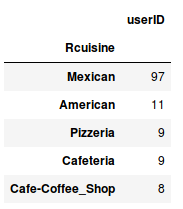 userID
Rcuisine
Mexican 97
American 11
Pizzeria 9
Cafeteria 9
Cafe-Coffee_Shop 8